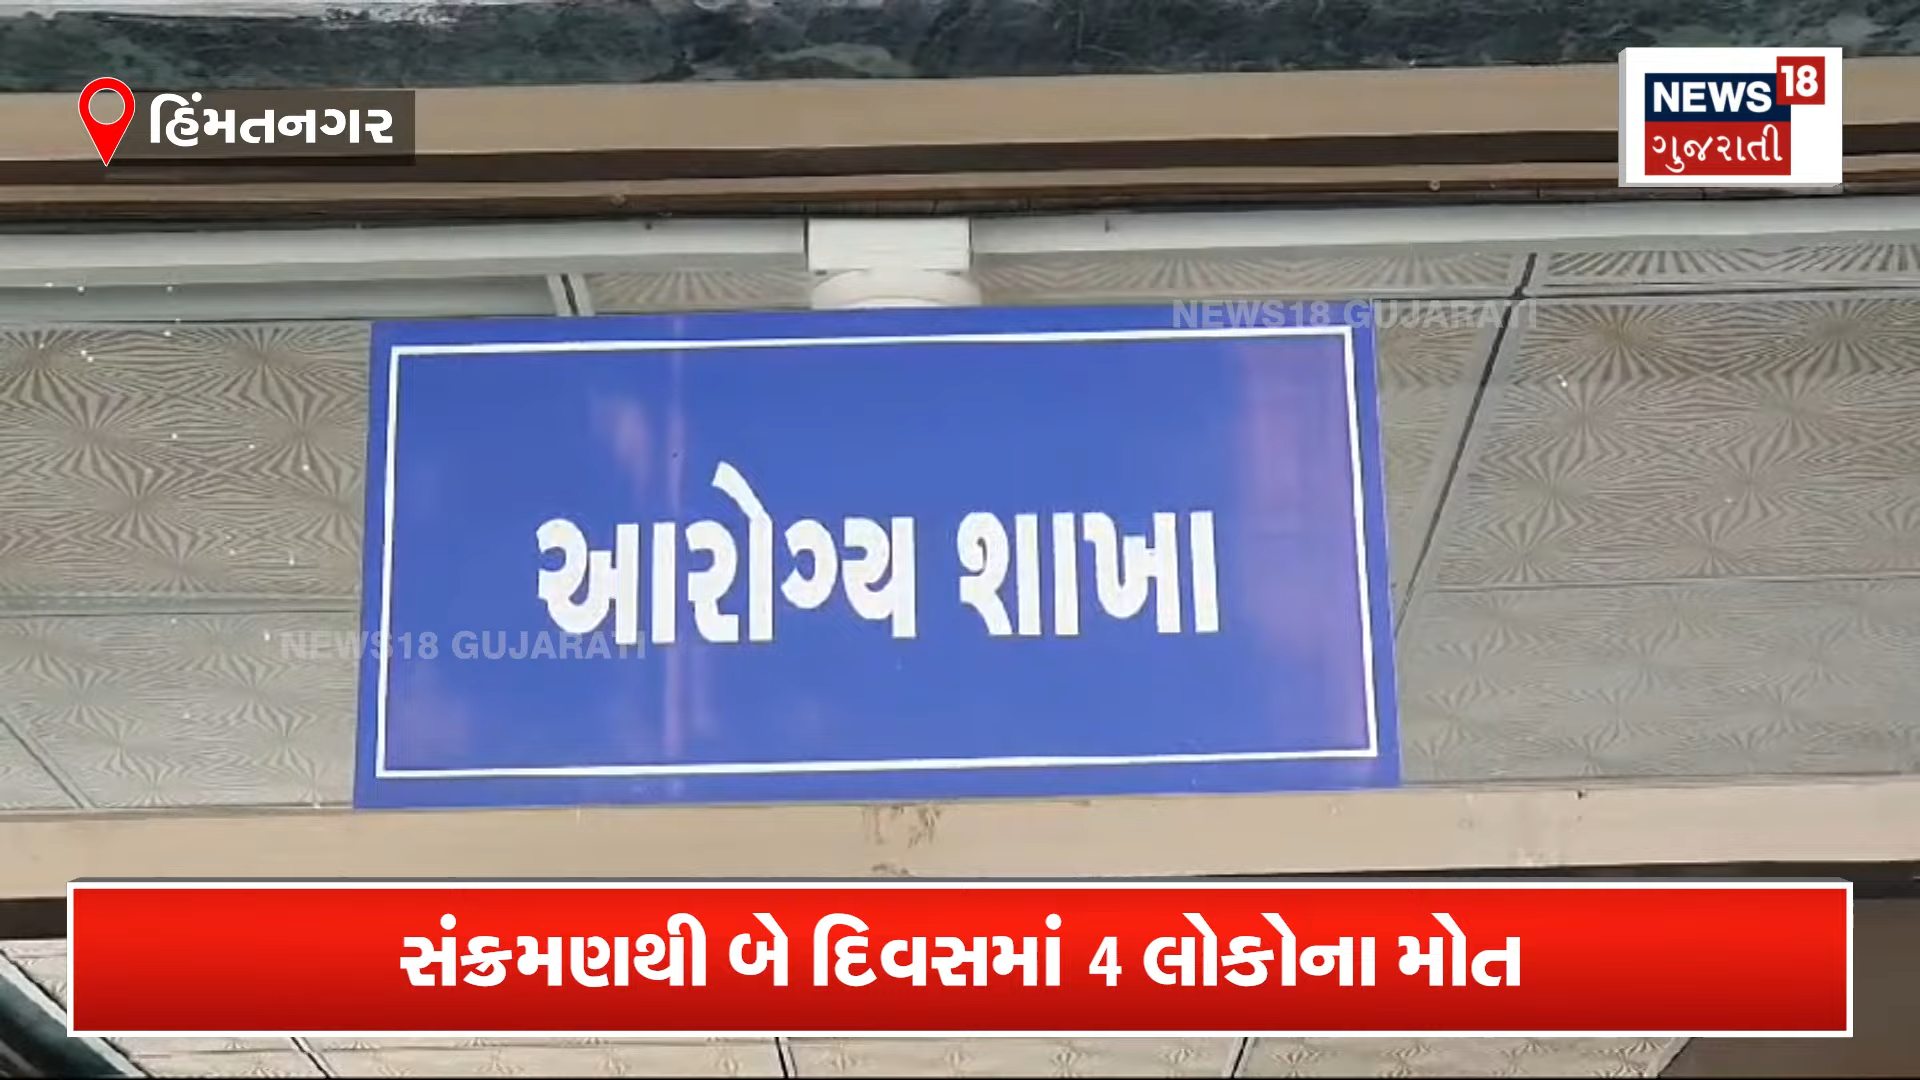 હિંમતનગર
NEWS18
ગુજરાતી
NEWS18 GUJARATI
આરોગ્ય શાખા
NEWS18 GUJARATI
સંક્રમણથી બે દિવસમાં 4 લોકોના મોત